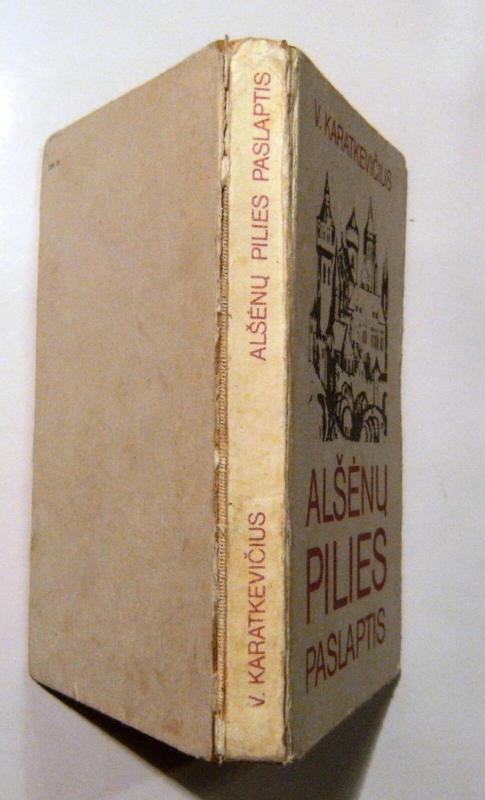 V. KARATKEVIČIUS
ALŠĖNŲ
PILIES
PASLAPTIS
V. KARATKEVIČIUS
ALŠĖNŲ PILIES PASLAPTIS